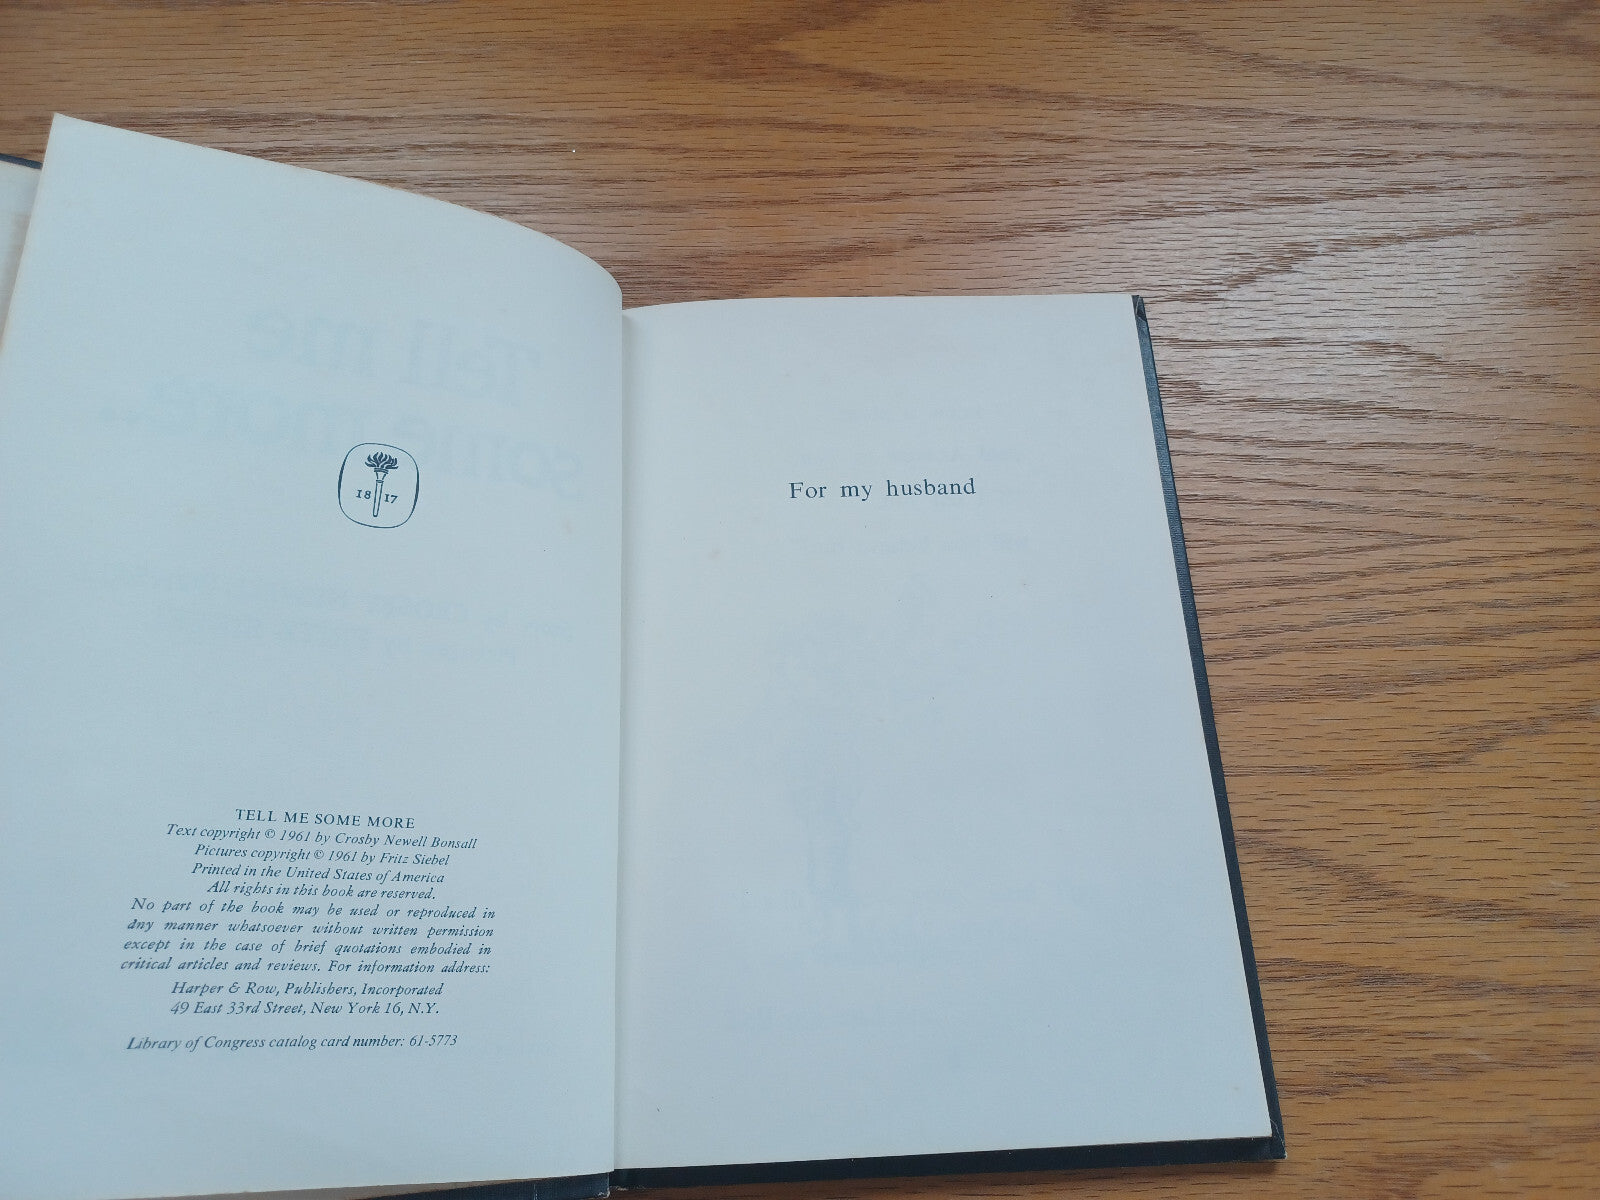 Tell me
some more...
18 17
TELL ME SOME MORE
Text copyright © 1961 by Crosby Newell Bonsall
Pictures copyright © 1961 by Fritz Siebel
Printed in the United States of America
All rights in this book are reserved.
No part of the book may be used or reproduced in
any manner whatsoever without written permission
except in the case of brief quotations embodied in
critical articles and reviews. For information address:
Harper & Row, Publishers, Incorporated
49 East 33rd Street, New York 16, N.Y.
Library of Congress catalog card number: 61-5773
For my husband